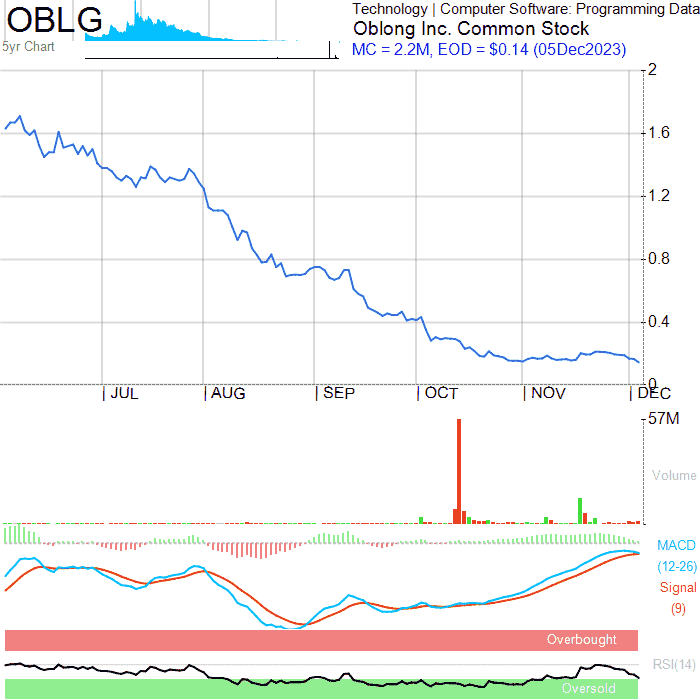 OBLG
Technology | Computer Software: Programming Data
Oblong Inc. Common Stock
5yr Chart
MC = 2.2M, EOD = $0.14 (05Dec2023)
2
1.6
1.2
0.8
0.4
0
JUL
AUG
SEP
OCT
NOV
DEC
57M
Volume
MACD
(12-26)
Signal
(9)
Overbought
RSI(14)
Oversold